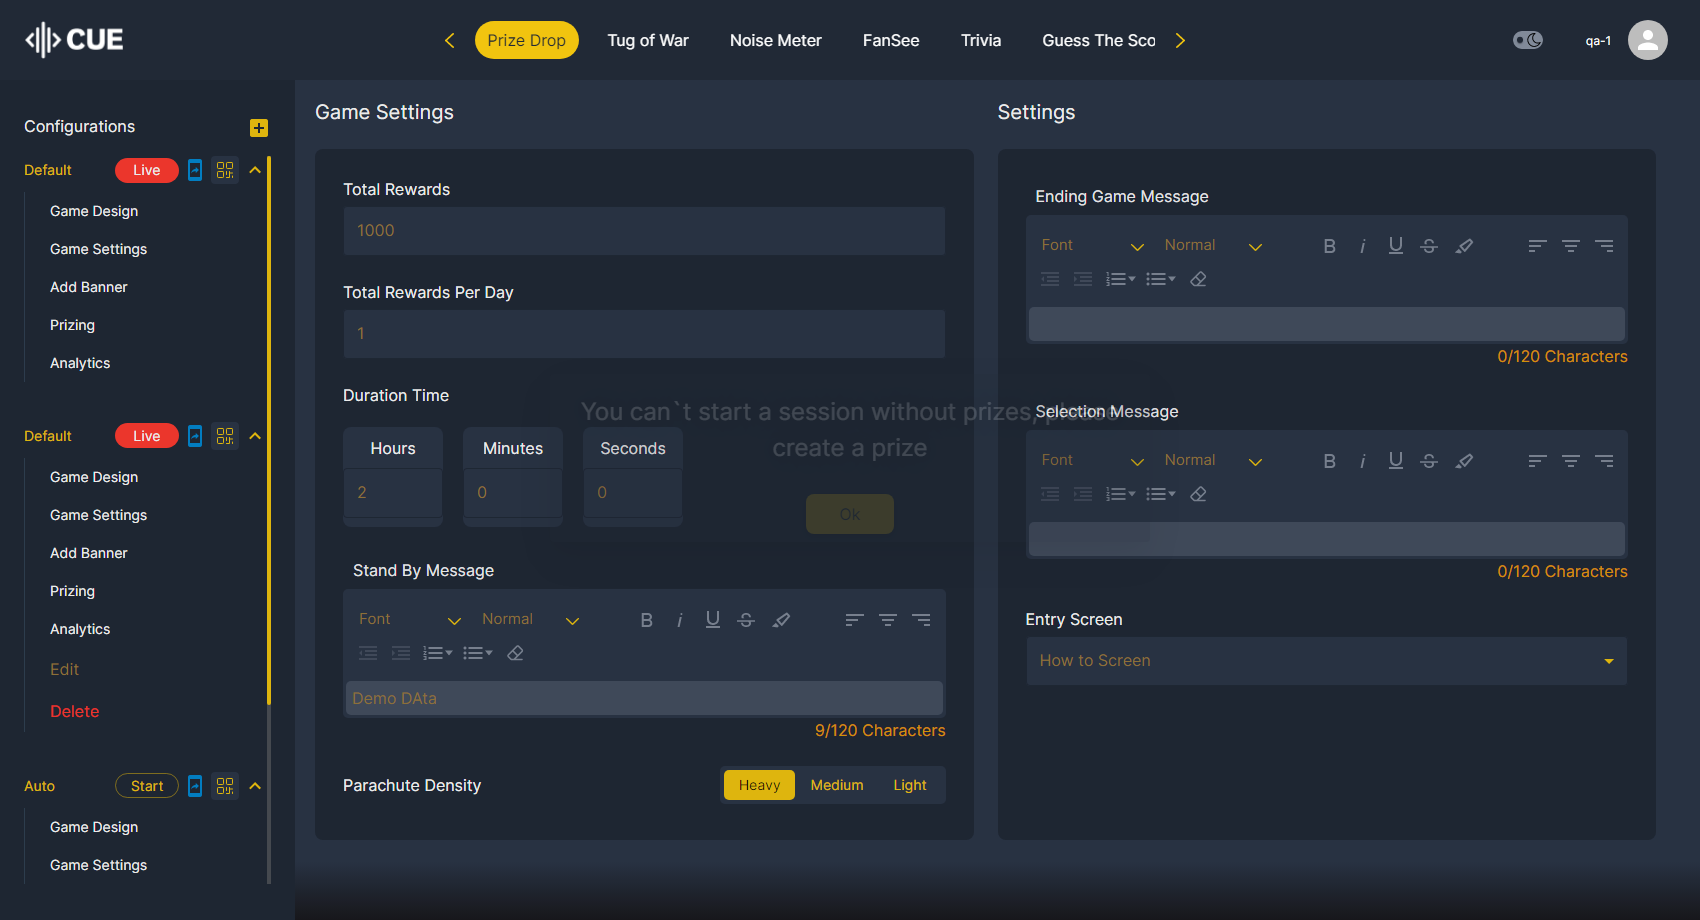 CUE
Prize Drop
Tug of War
Noise Meter
FanSee
Trivia
Guess The Sco
qa-1
Configurations
Default
Live
Game Design
Game Settings
Add Banner
Prizing
Analytics
Default
Live
Game Design
Game Settings
Add Banner
Prizing
Analytics
Edit
Delete
Auto
Start
Game Design
Game Settings
Game Settings
Total Rewards
1000
Total Rewards Per Day
1
Duration Time
Hours
Minutes
Seconds
2
0
0
Stand By Message
Font
Normal
Demo DAta
9/120 Characters
Parachute Density
Heavy
Medium
Light
You can`t start a session without prizes, please
create a prize
Ok
Settings
Ending Game Message
Font
Normal
0/120 Characters
Selection Message
Font
Normal
0/120 Characters
Entry Screen
How to Screen